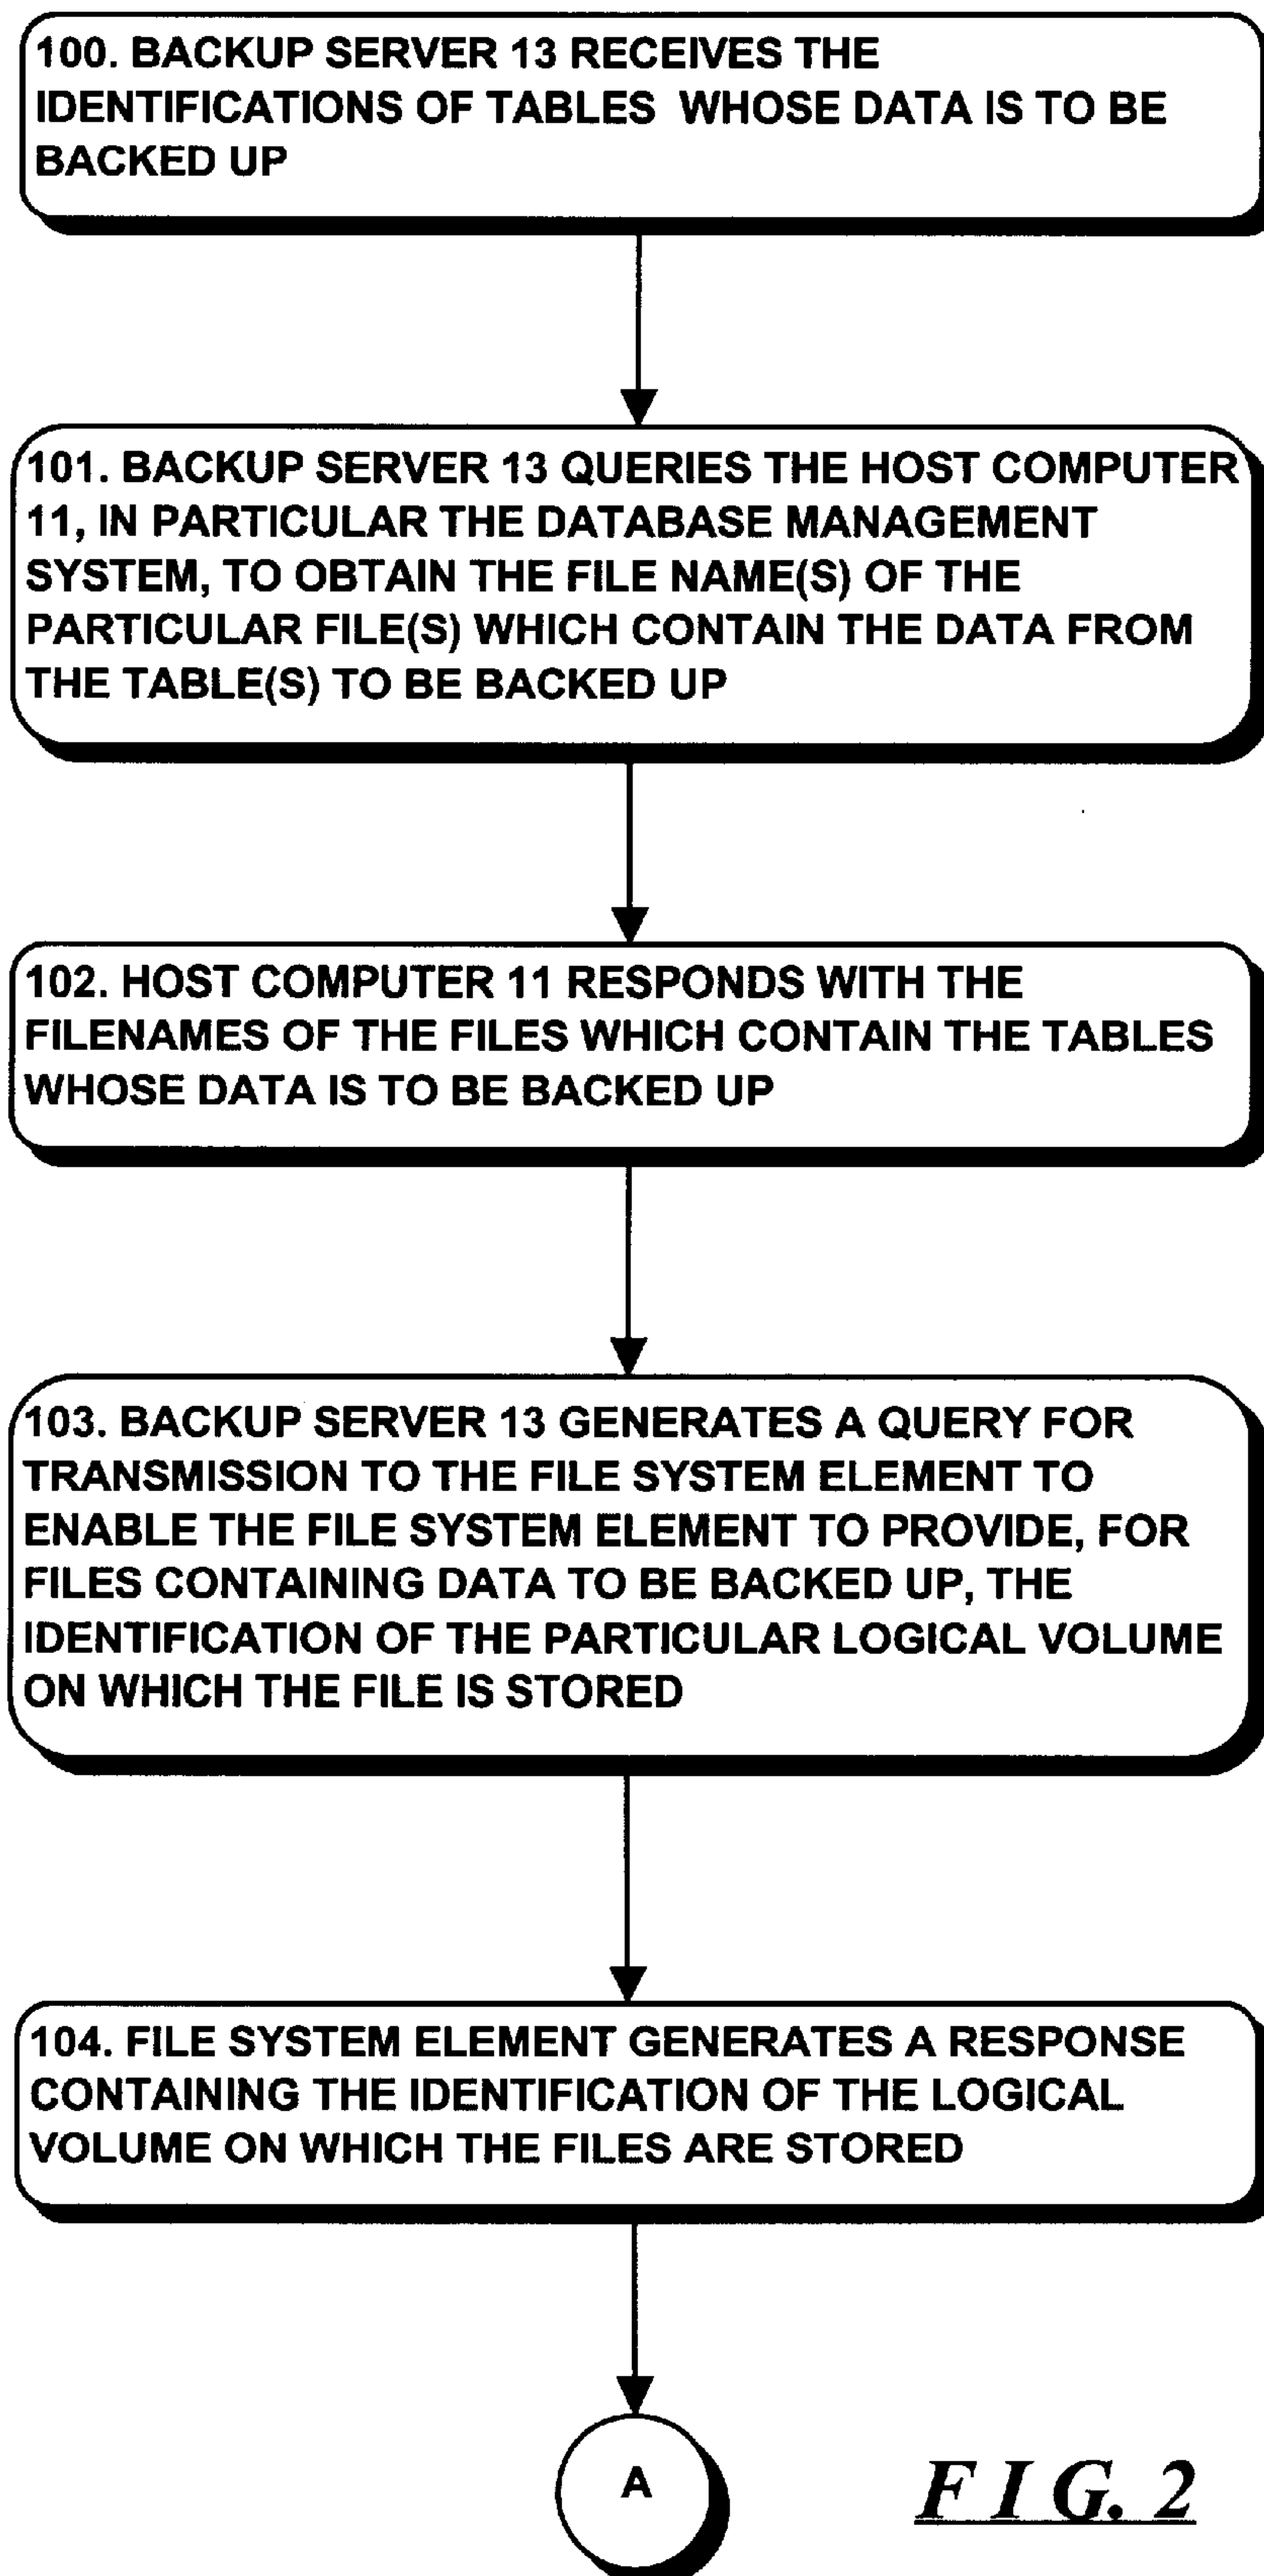 100. BACKUP SERVER 13 RECEIVES THE
IDENTIFICATIONS OF TABLES WHOSE DATA IS TO BE
BACKED UP
101. BACKUP SERVER 13 QUERIES THE HOST COMPUTER
11, IN PARTICULAR THE DATABASE MANAGEMENT
SYSTEM, TO OBTAIN THE FILE NAME(S) OF THE
PARTICULAR FILE(S) WHICH CONTAIN THE DATA FROM
THE TABLE(S) TO BE BACKED UP
102. HOST COMPUTER 11 RESPONDS WITH THE
FILENAMES OF THE FILES WHICH CONTAIN THE TABLES
WHOSE DATA IS TO BE BACKED UP
103. BACKUP SERVER 13 GENERATES A QUERY FOR
TRANSMISSION TO THE FILE SYSTEM ELEMENT TO
ENABLE THE FILE SYSTEM ELEMENT TO PROVIDE, FOR
FILES CONTAINING DATA TO BE BACKED UP, THE
IDENTIFICATION OF THE PARTICULAR LOGICAL VOLUME
ON WHICH THE FILE IS STORED
104. FILE SYSTEM ELEMENT GENERATES A RESPONSE
CONTAINING THE IDENTIFICATION OF THE LOGICAL
VOLUME ON WHICH THE FILES ARE STORED
A
FIG. 2